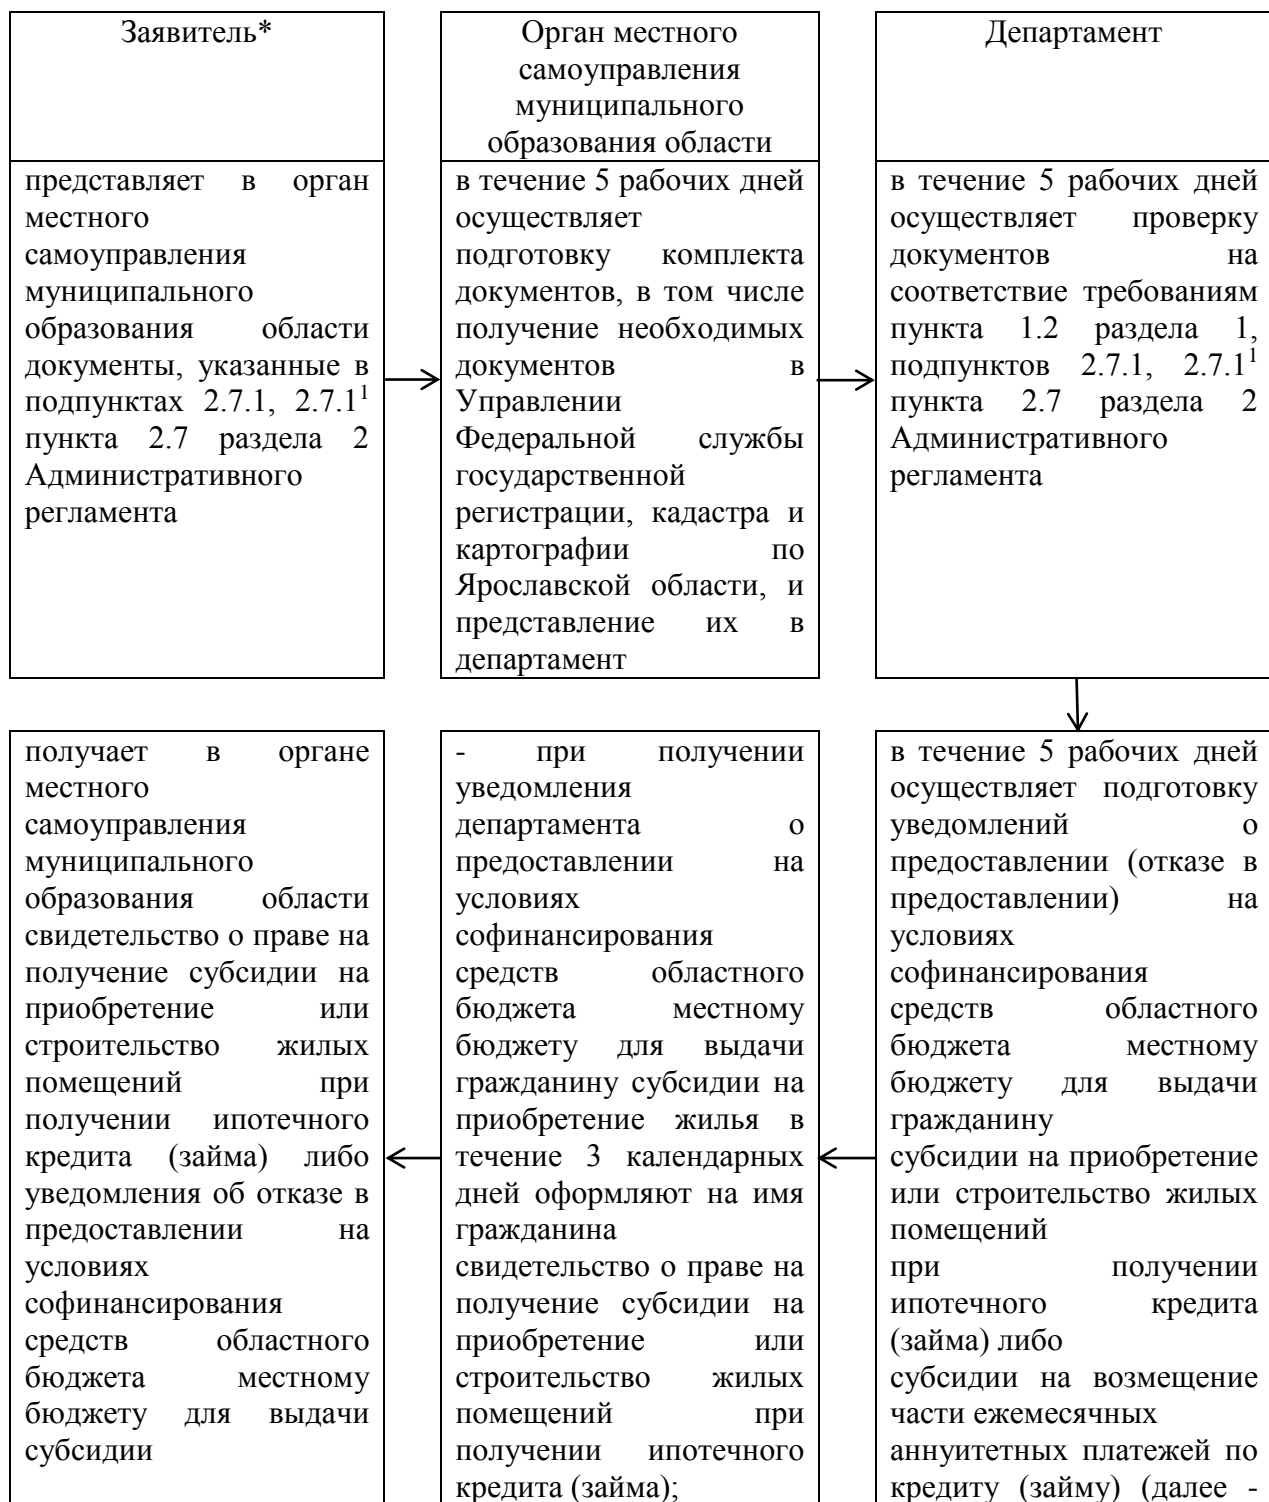 Заявитель*
Орган местного
самоуправления
муниципального
образования области
Департамент
представляет в орган
местного
самоуправления
муниципального
образования области
документы, указанные в
подпунктах 2.7.1, 2.7.1¹
пункта 2.7 раздела 2
Административного
регламента
в течение 5 рабочих дней
осуществляет
подготовку комплекта
документов, в том числе
получение необходимых
документов в
Управлении
Федеральной службы
государственной
регистрации, кадастра и
картографии по
Ярославской области, и
представление их в
департамент
в течение 5 рабочих дней
осуществляет проверку
документов на
соответствие требованиям
пункта 1.2 раздела 1,
подпунктов 2.7.1, 2.7.1¹
пункта 2.7 раздела 2
Административного
регламента
получает в органе
местного
самоуправления
муниципального
образования области
свидетельство о праве на
получение субсидии на
приобретение или
строительство жилых
помещений при
получении ипотечного
кредита (займа) либо
уведомления об отказе в
предоставлении на
условиях
софинансирования
средств областного
бюджета местному
бюджету для выдачи
субсидии
- при получении
уведомления
департамента о
предоставлении на
условиях
софинансирования
средств областного
бюджета местному
бюджету для выдачи
гражданину субсидии на
приобретение жилья в
течение 3 календарных
дней оформляют на имя
гражданина
свидетельство о праве на
получение субсидии на
приобретение или
строительство жилых
помещений при
получении ипотечного
кредита (займа);
в течение 5 рабочих дней
осуществляет подготовку
уведомлений о
предоставлении (отказе в
предоставлении) на
условиях
софинансирования
средств областного
бюджета местному
бюджету для выдачи
гражданину
субсидии на приобретение
или строительство жилых
помещений
при получении
ипотечного кредита
(займа) либо
субсидии на возмещение
части ежемесячных
аннуитетных платежей по
кредиту (займу) (далее -